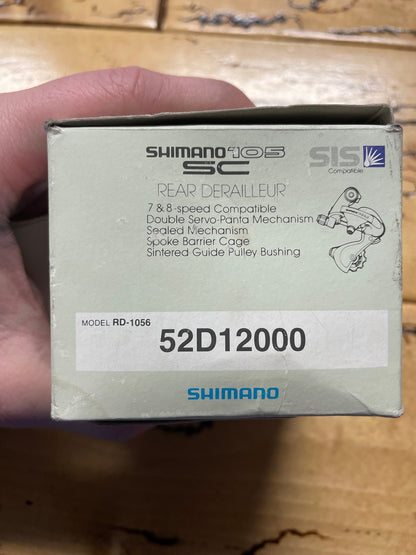 SHIMANO 105
SC
SIS
Compatible
REAR DERAILLEUR
7 & 8-speed Compatible
Double Servo-Panta Mechanism
Sealed Mechanism
Spoke Barrier Cage
Sintered Guide Pulley Bushing
MODEL RD-1056
52D12000
SHIMANO